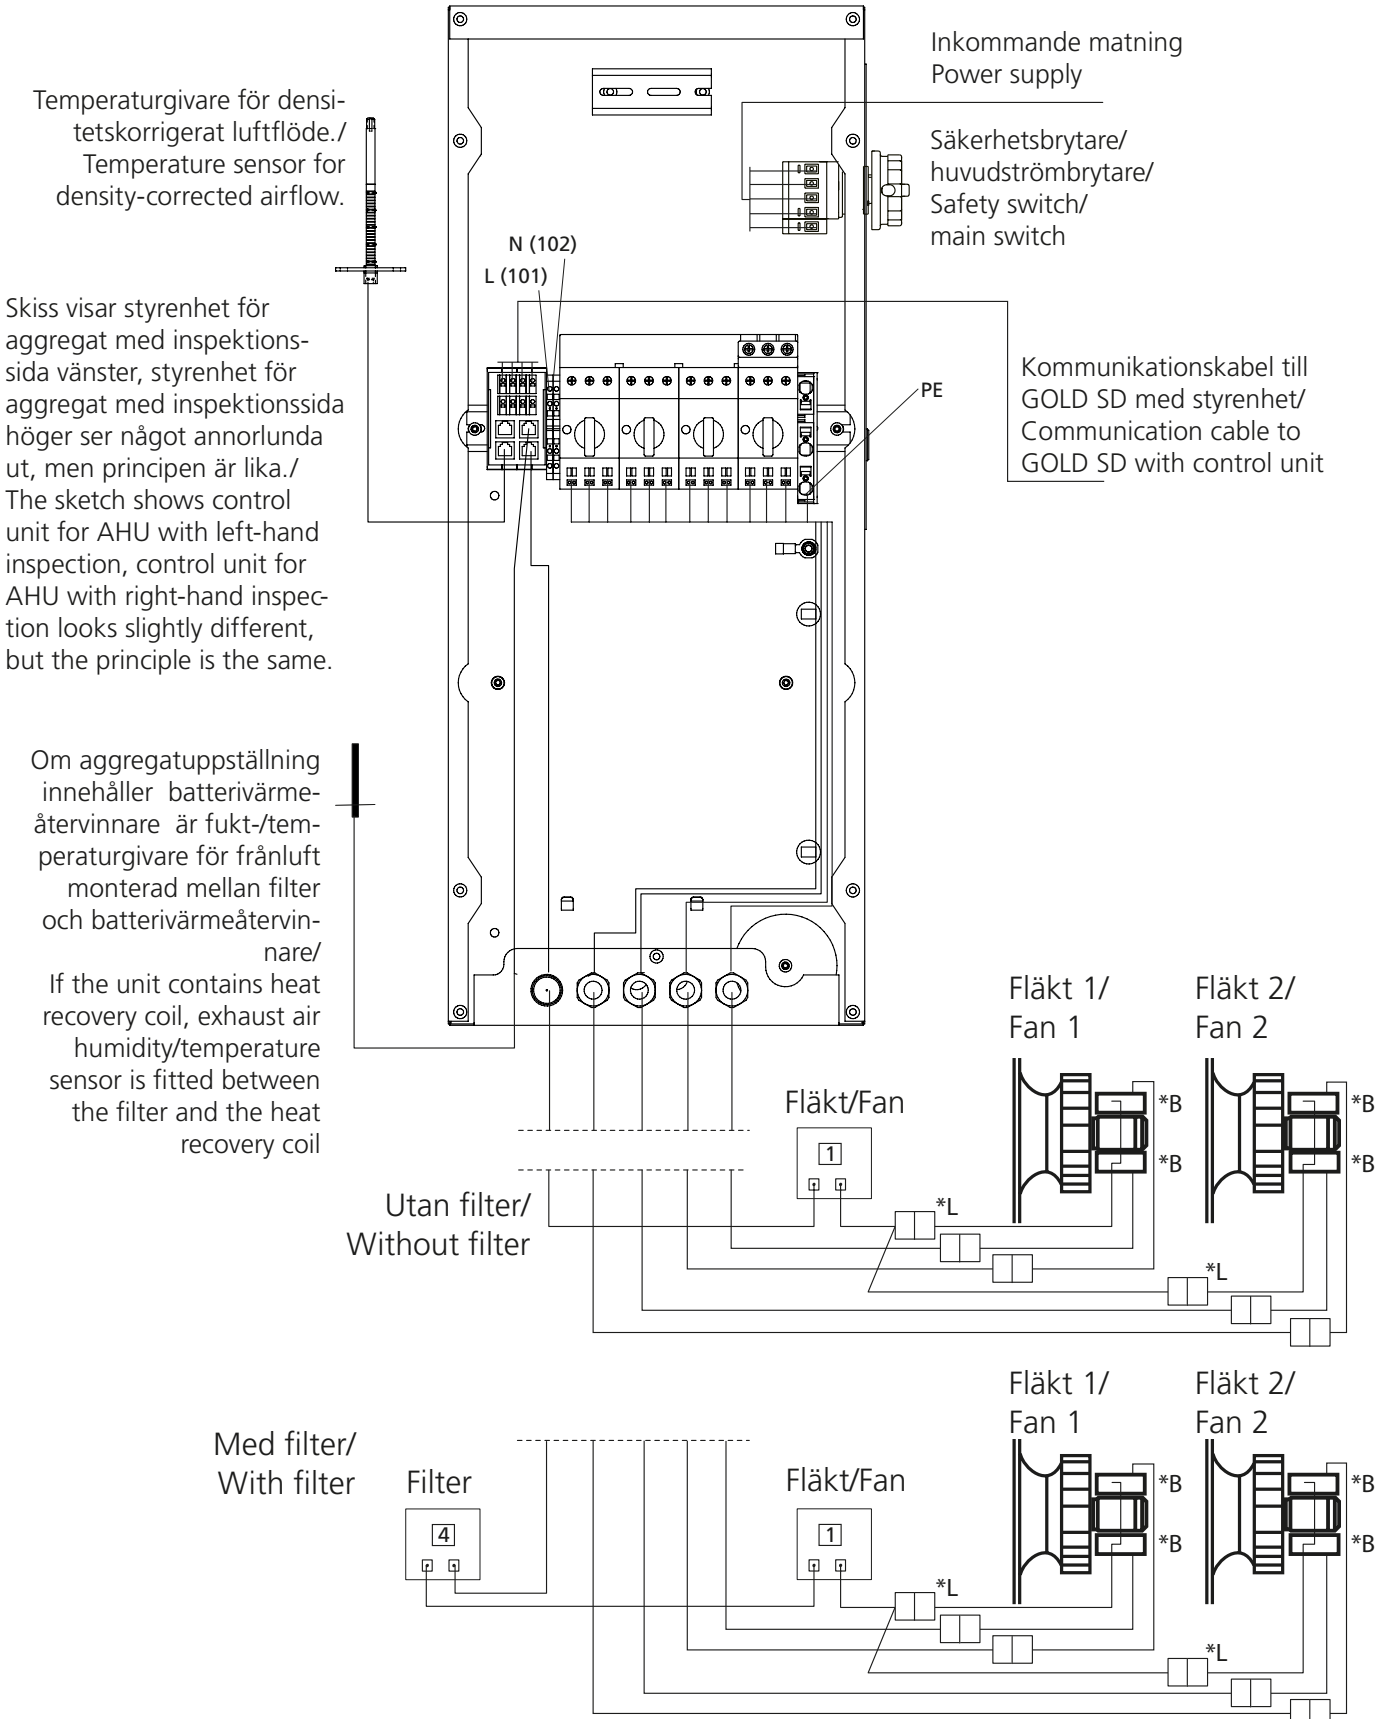 Inkommande matning
Power supply
Temperaturgivare för densi-
tetskorrigerat luftflöde./
Temperature sensor for
density-corrected airflow.
Säkerhetsbrytare/
huvudströmbrytare/
Safety switch/
main switch
N (102)
L (101)
Skiss visar styrenhet för
aggregat med inspektions-
sida vänster, styrenhet för
aggregat med inspektionssida
höger ser något annorlunda
ut, men principen är lika./
The sketch shows control
unit for AHU with left-hand
inspection, control unit for
AHU with right-hand inspec-
tion looks slightly different,
but the principle is the same.
PE
Kommunikationskabel till
GOLD SD med styrenhet/
Communication cable to
GOLD SD with control unit
Om aggregatuppställning
innehåller batterivärme-
återvinnare är fukt-/tem-
peraturgivare för frånluft
monterad mellan filter
och batterivärmeåtervin-
nare/
If the unit contains heat
recovery coil, exhaust air
humidity/temperature
sensor is fitted between
the filter and the heat
recovery coil
Fläkt 1/
Fan 1
Fläkt 2/
Fan 2
Fläkt/Fan
1
*B
*B
*B
*B
Utan filter/
Without filter
*L
*L
Fläkt 1/
Fan 1
Fläkt 2/
Fan 2
Med filter/
With filter
Filter
4
Fläkt/Fan
1
*B
*B
*B
*B
*L
*L